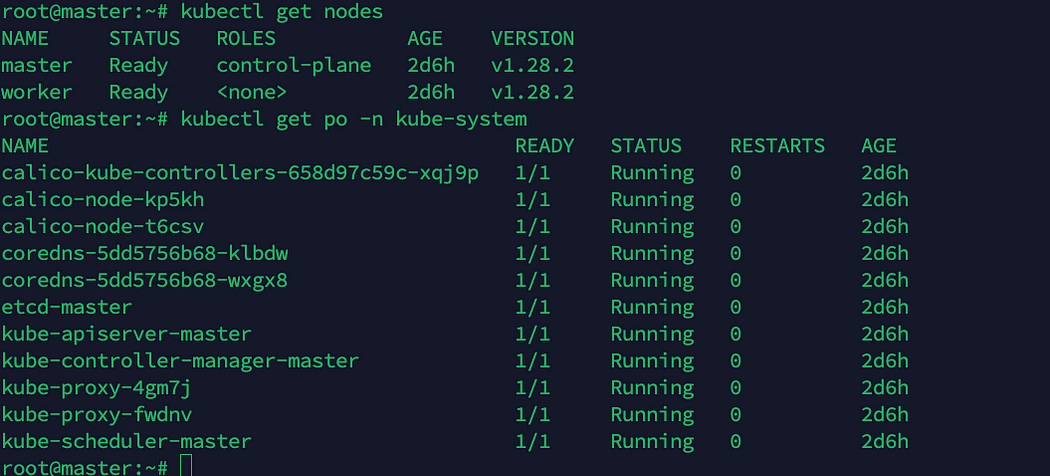 root@master:~# kubectl get nodes
NAME     STATUS   ROLES           AGE    VERSION
master   Ready    control-plane   2d6h   v1.28.2
worker   Ready    <none>          2d6h   v1.28.2
root@master:~# kubectl get po -n kube-system
NAME                                       READY   STATUS    RESTARTS   AGE
calico-kube-controllers-658d97c59c-xqj9p   1/1     Running   0          2d6h
calico-node-kp5kh                          1/1     Running   0          2d6h
calico-node-t6csv                          1/1     Running   0          2d6h
coredns-5dd5756b68-klbdw                   1/1     Running   0          2d6h
coredns-5dd5756b68-wxgx8                   1/1     Running   0          2d6h
etcd-master                                1/1     Running   0          2d6h
kube-apiserver-master                      1/1     Running   0          2d6h
kube-controller-manager-master             1/1     Running   0          2d6h
kube-proxy-4gm7j                           1/1     Running   0          2d6h
kube-proxy-fwdnv                           1/1     Running   0          2d6h
kube-scheduler-master                      1/1     Running   0          2d6h
root@master:~#